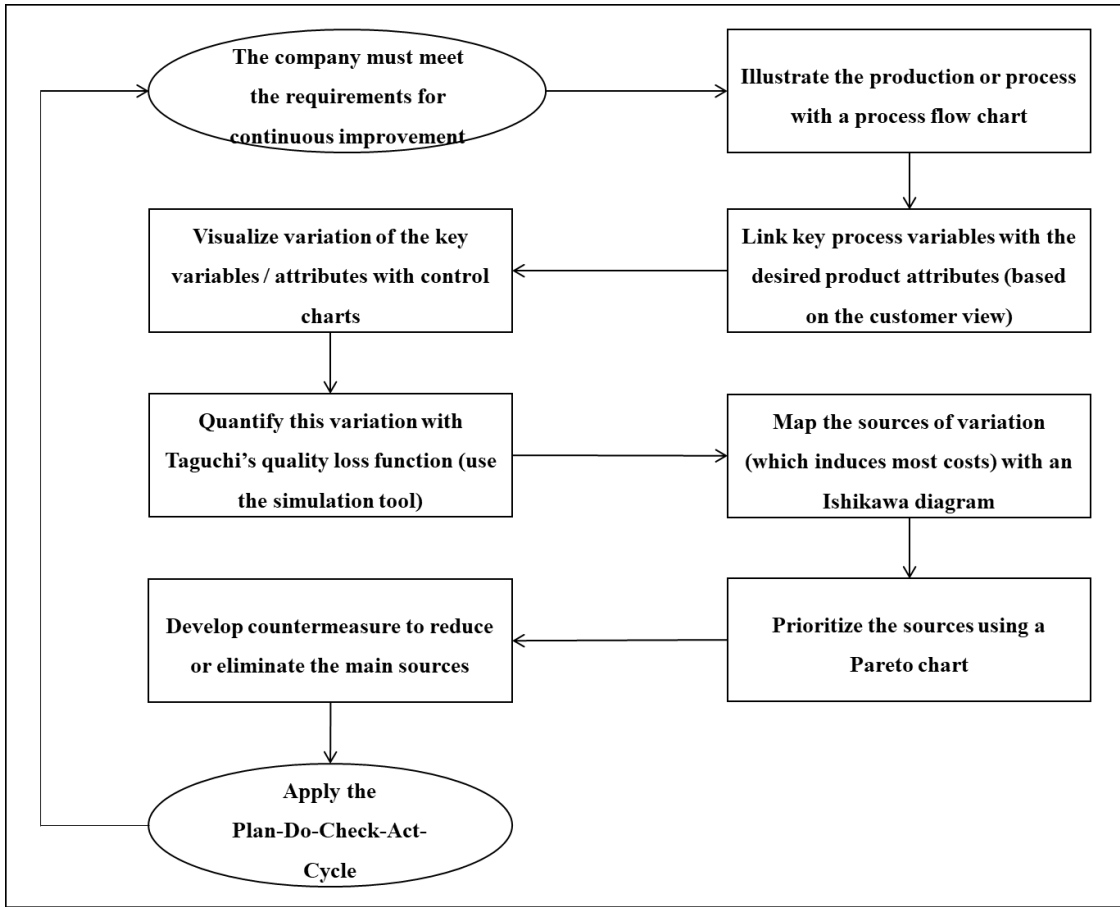 The company must meet
the requirements for
continuous improvement
Illustrate the production or process
with a process flow chart
Link key process variables with the
desired product attributes (based
on the customer view)
Visualize variation of the key
variables / attributes with control
charts
Quantify this variation with
Taguchi’s quality loss function (use
the simulation tool)
Map the sources of variation
(which induces most costs) with an
Ishikawa diagram
Prioritize the sources using a
Pareto chart
Develop countermeasure to reduce
or eliminate the main sources
Apply the
Plan-Do-Check-Act-
Cycle